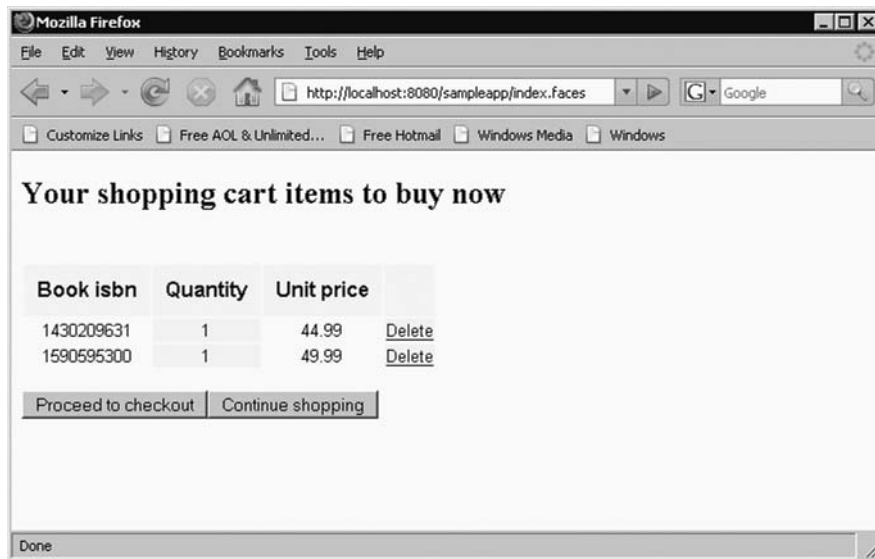 Mozilla Firefox
File Edit View History Bookmarks Tools Help
http://localhost:8080/sampleapp/index.faces G Google
Customize Links Free AOL & Unlimited... Free Hotmail Windows Media Windows
Your shopping cart items to buy now
Book isbn Quantity Unit price
1430209631 1 44.99 Delete
1590595300 1 49.99 Delete
Proceed to checkout Continue shopping
Done